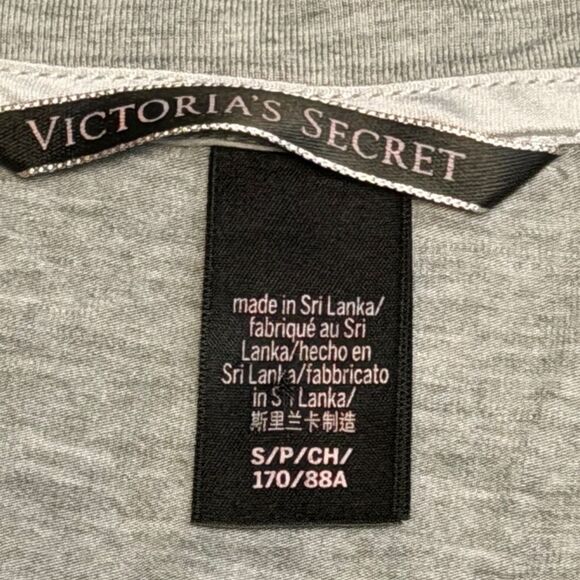 VICTORIA'S SECRET
made in Sri Lanka/
fabriqué au Sri
Lanka/hecho en
Sri Lanka/fabbricato
in Sri Lanka/
斯里兰卡制造
S/P/CH/
170/88A